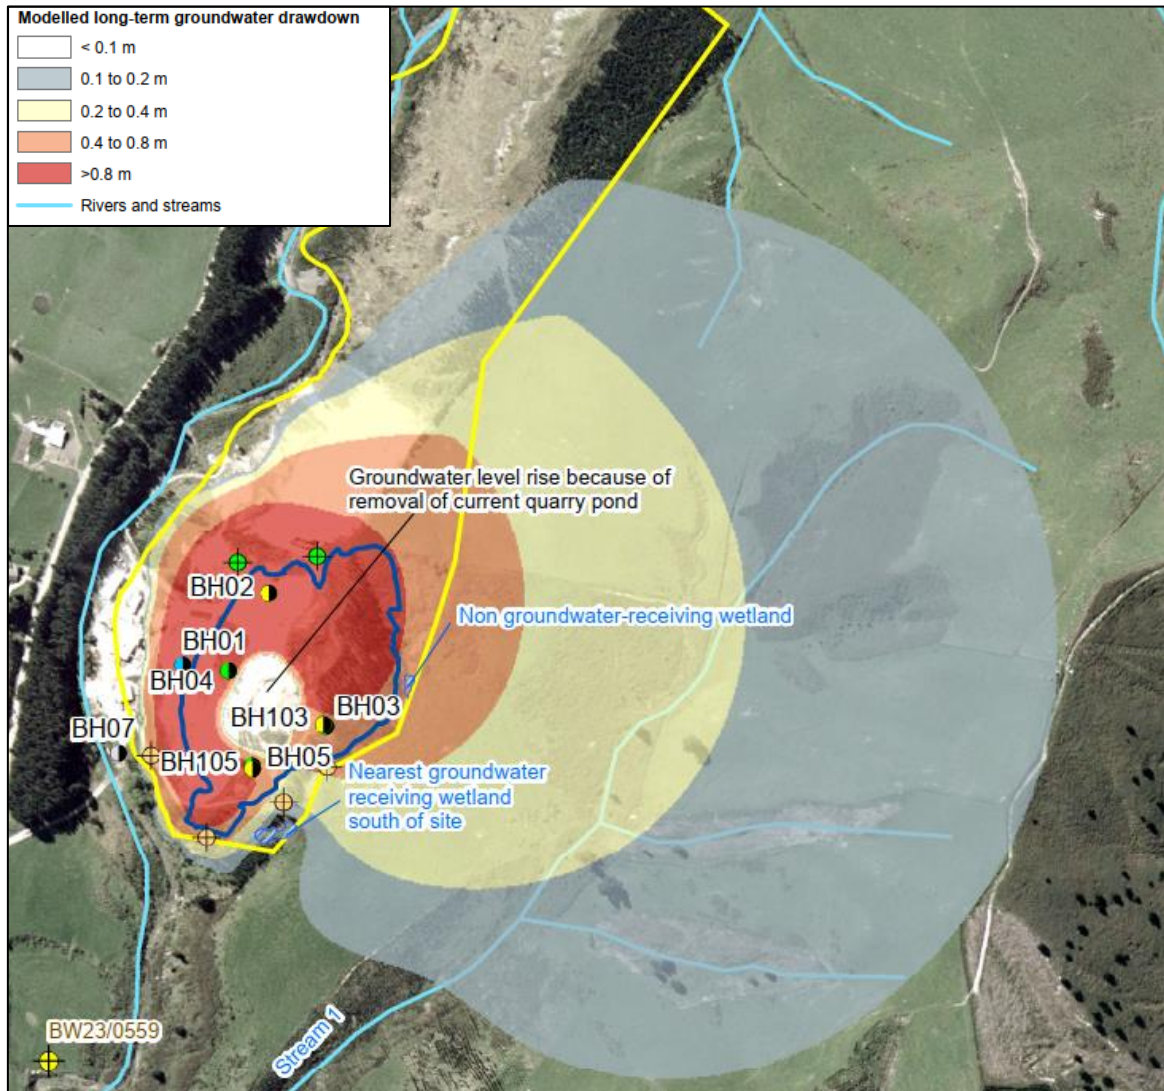 Modelled long-term groundwater drawdown
< 0.1 m
0.1 to 0.2 m
0.2 to 0.4 m
0.4 to 0.8 m
>0.8 m
Rivers and streams
Groundwater level rise because of
removal of current quarry pond
BH02
Non groundwater-receiving wetland
BH01
BH04
BH103
BH03
BH07
BH105
BH05
Nearest groundwater
receiving wetland
south of site
BW23/0559
Stream 1